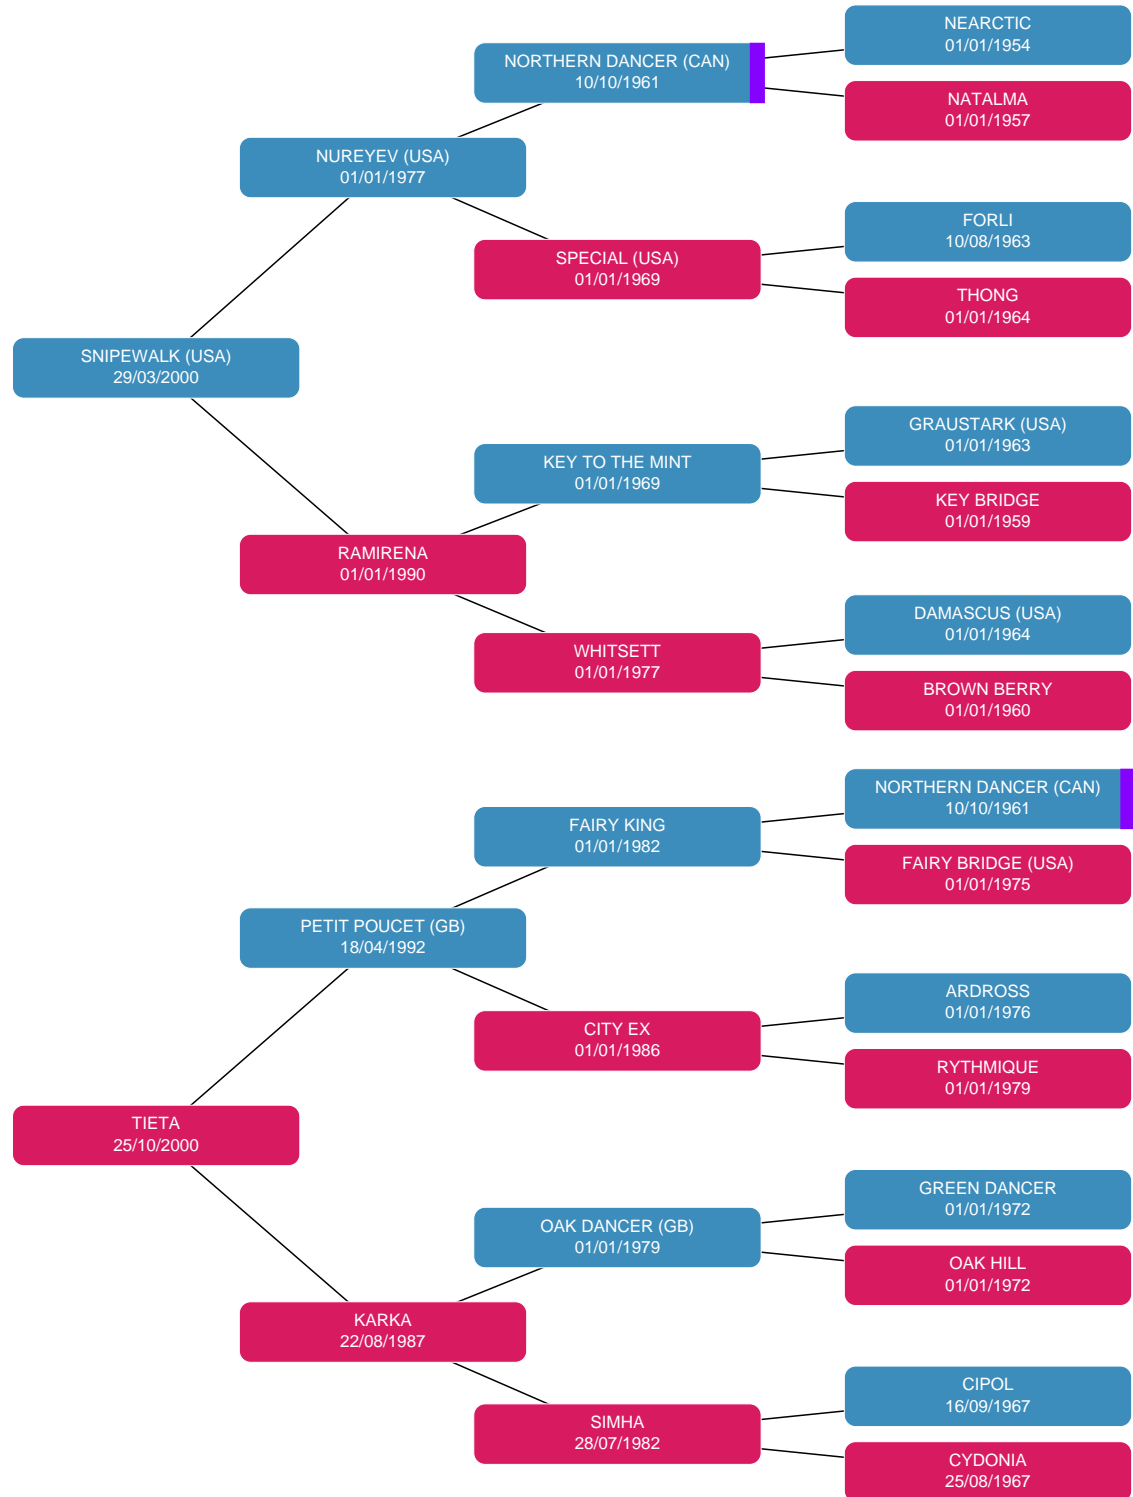 NEARCTIC
01/01/1954
NORTHERN DANCER (CAN)
10/10/1961
NATALMA
01/01/1957
NUREYEV (USA)
01/01/1977
FORLI
10/08/1963
SPECIAL (USA)
01/01/1969
THONG
01/01/1964
SNIPEWALK (USA)
29/03/2000
GRAUSTARK (USA)
01/01/1963
KEY TO THE MINT
01/01/1969
KEY BRIDGE
01/01/1959
RAMIRENA
01/01/1990
DAMASCUS (USA)
01/01/1964
WHITSETT
01/01/1977
BROWN BERRY
01/01/1960
NORTHERN DANCER (CAN)
10/10/1961
FAIRY KING
01/01/1982
FAIRY BRIDGE (USA)
01/01/1975
PETIT POUCET (GB)
18/04/1992
ARDROSS
01/01/1976
CITY EX
01/01/1986
RYTHMIQUE
01/01/1979
TIETA
25/10/2000
GREEN DANCER
01/01/1972
OAK DANCER (GB)
01/01/1979
OAK HILL
01/01/1972
KARKA
22/08/1987
CIPOL
16/09/1967
SIMHA
28/07/1982
CYDONIA
25/08/1967